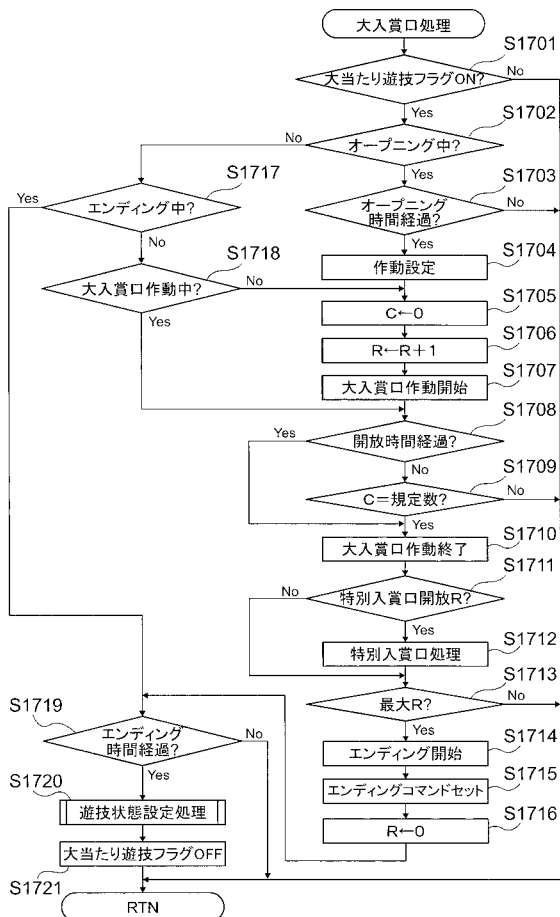 大入賞口処理
S1701
大当たり遊技フラグON?
No
Yes
S1702
オープニング中?
No
Yes
S1717
エンディング中?
Yes
No
S1703
オープニング
時間経過?
No
Yes
S1704
作動設定
S1718
大入賞口作動中?
No
Yes
S1705
C←0
S1706
R←R+1
S1707
大入賞口作動開始
S1708
開放時間経過?
Yes
No
S1709
C=規定数?
No
Yes
S1710
大入賞口作動終了
S1711
特別入賞口開放R?
No
Yes
S1712
特別入賞口処理
S1713
最大R?
No
Yes
S1714
エンディング開始
S1715
エンディングコマンドセット
S1716
R←0
S1719
エンディング
時間経過?
No
Yes
S1720
遊技状態設定処理
大当たり遊技フラグOFF
S1721
RTN